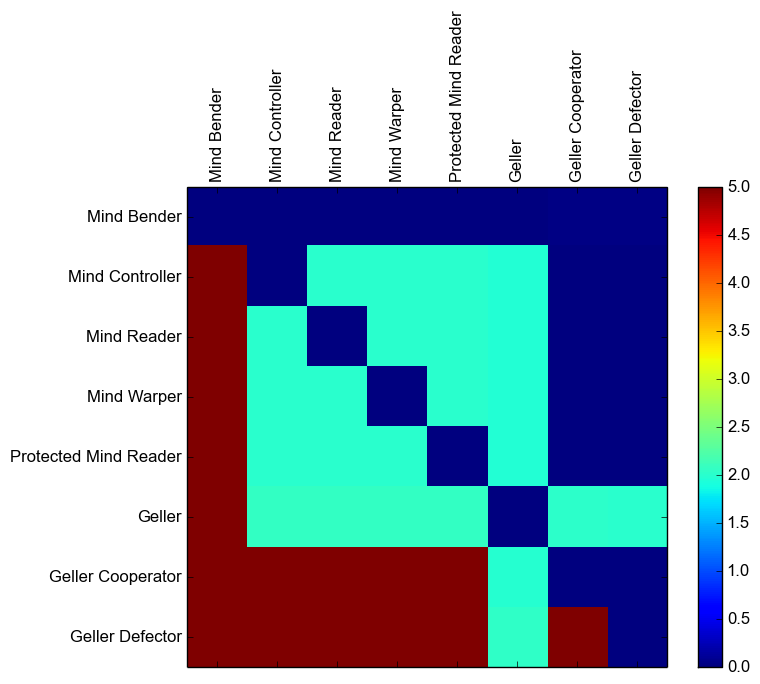 Mind Bender
Mind Controller
Mind Reader
Mind Warper
Protected Mind Reader
Geller
Geller Cooperator
Geller Defector
Mind Bender
Mind Controller
Mind Reader
Mind Warper
Protected Mind Reader
Geller
Geller Cooperator
Geller Defector
5.0
4.5
4.0
3.5
3.0
2.5
2.0
1.5
1.0
0.5
0.0